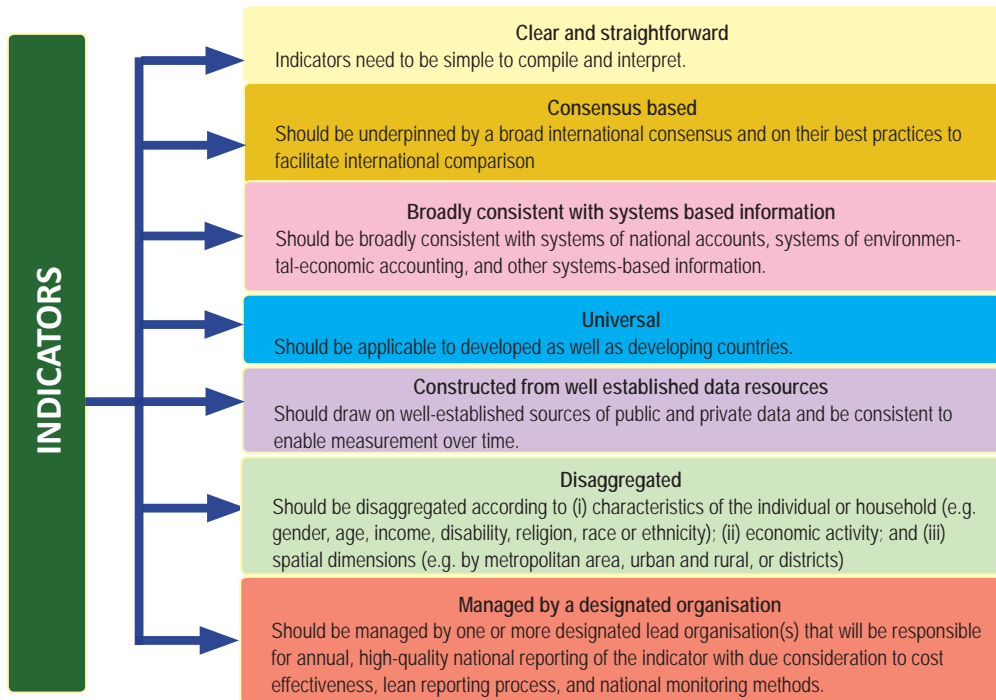 INDICATORS
Clear and straightforward
Indicators need to be simple to compile and interpret.
Consensus based
Should be underpinned by a broad international consensus and on their best practices to
facilitate international comparison
Broadly consistent with systems based information
Should be broadly consistent with systems of national accounts, systems of environmen-
tal-economic accounting, and other systems-based information.
Universal
Should be applicable to developed as well as developing countries.
Constructed from well established data resources
Should draw on well-established sources of public and private data and be consistent to
enable measurement over time.
Disaggregated
Should be disaggregated according to (i) characteristics of the individual or household (e.g.
gender, age, income, disability, religion, race or ethnicity); (ii) economic activity; and (iii)
spatial dimensions (e.g. by metropolitan area, urban and rural, or districts)
Managed by a designated organisation
Should be managed by one or more designated lead organisation(s) that will be responsible
for annual, high-quality national reporting of the indicator with due consideration to cost
effectiveness, lean reporting process, and national monitoring methods.